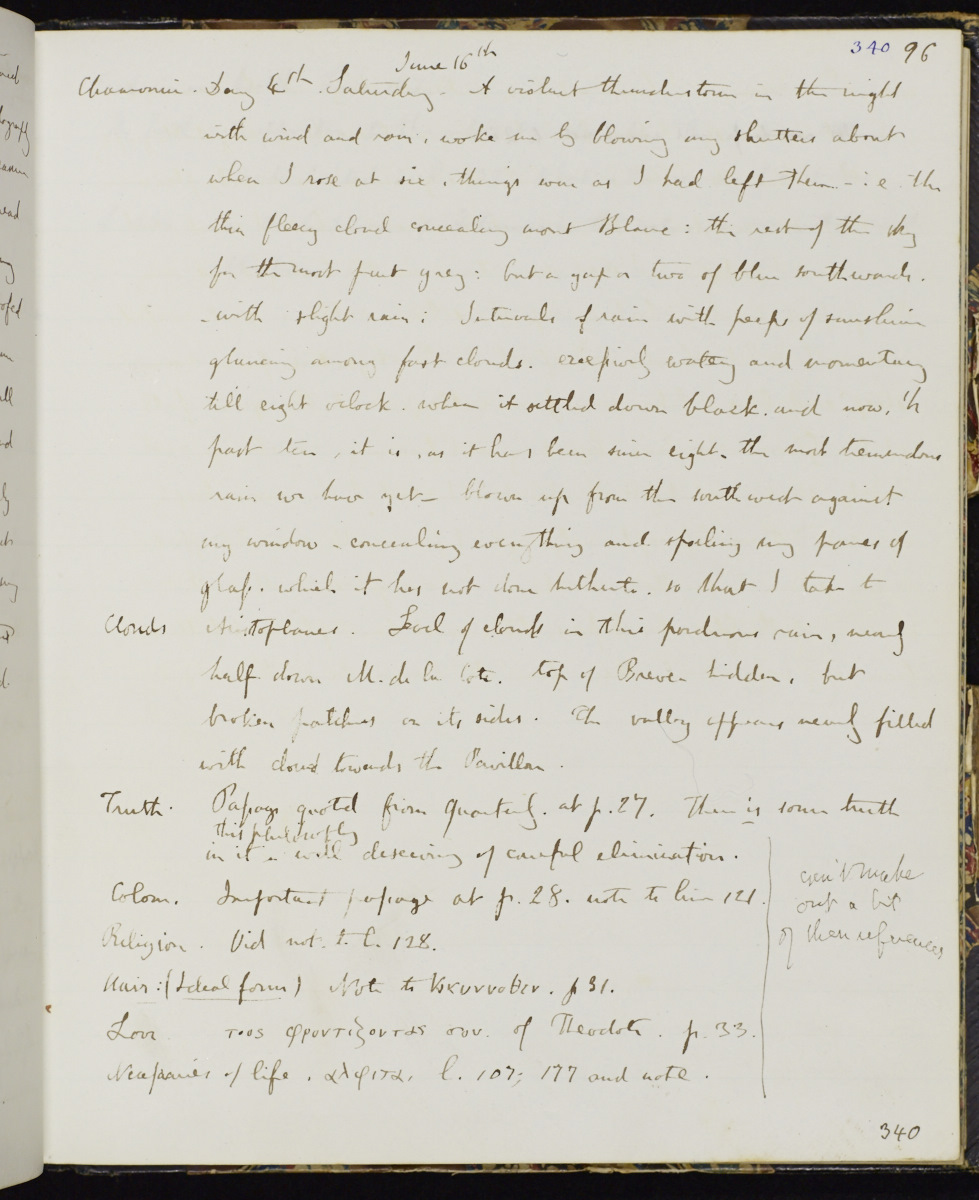 340 96
June 16th
Chamonix. Day 4th. Saturday. A violent thunderstorm in the night
with wind and rain, woke me by blowing my shutters about
when I rose at six, things were as I had left them - i.e. the
thin fleecy cloud concealing mont Blanc: the rest of the sky
for the most part grey: but a gap or two of blue southwards.
- with slight rain: Intervals of rain with peeps of sunshine
glancing among fast clouds. exceſsively watery and momentary
till eight oclock. when it settled down black. and now, 1/2
past ten, it is, as it has been since eight. the most tremendous
rain we have yet - blown up from the south west against
my window - concealing everything and spoiling my panes of
glaſs. which it has not done hitherto. so that I take to
Clouds Aristophanes. Level of clouds in this ponderous rain, nearly
half down M. de la Cote. top of Breven hidden, but
broken patches on its sides. The valley appears nearly filled
with cloud towards the Pavillon.
Truth. Paſsage quoted from Quarterly. at p. 27. There is some truth
this philosophy
in it - well deserving of careful elimination.
Colour. Important paſsage at p. 28. note to line 121.
Religion. Vid not. to l. 128.
Hair: (Ideal form) Note to . p 31.
Love φροντιζοντας συν. of Theodote. p. 33.
Neceſsaries of life. αλφιτα. l. 107; 177 and note.
can't make
out a bit
of these references
340